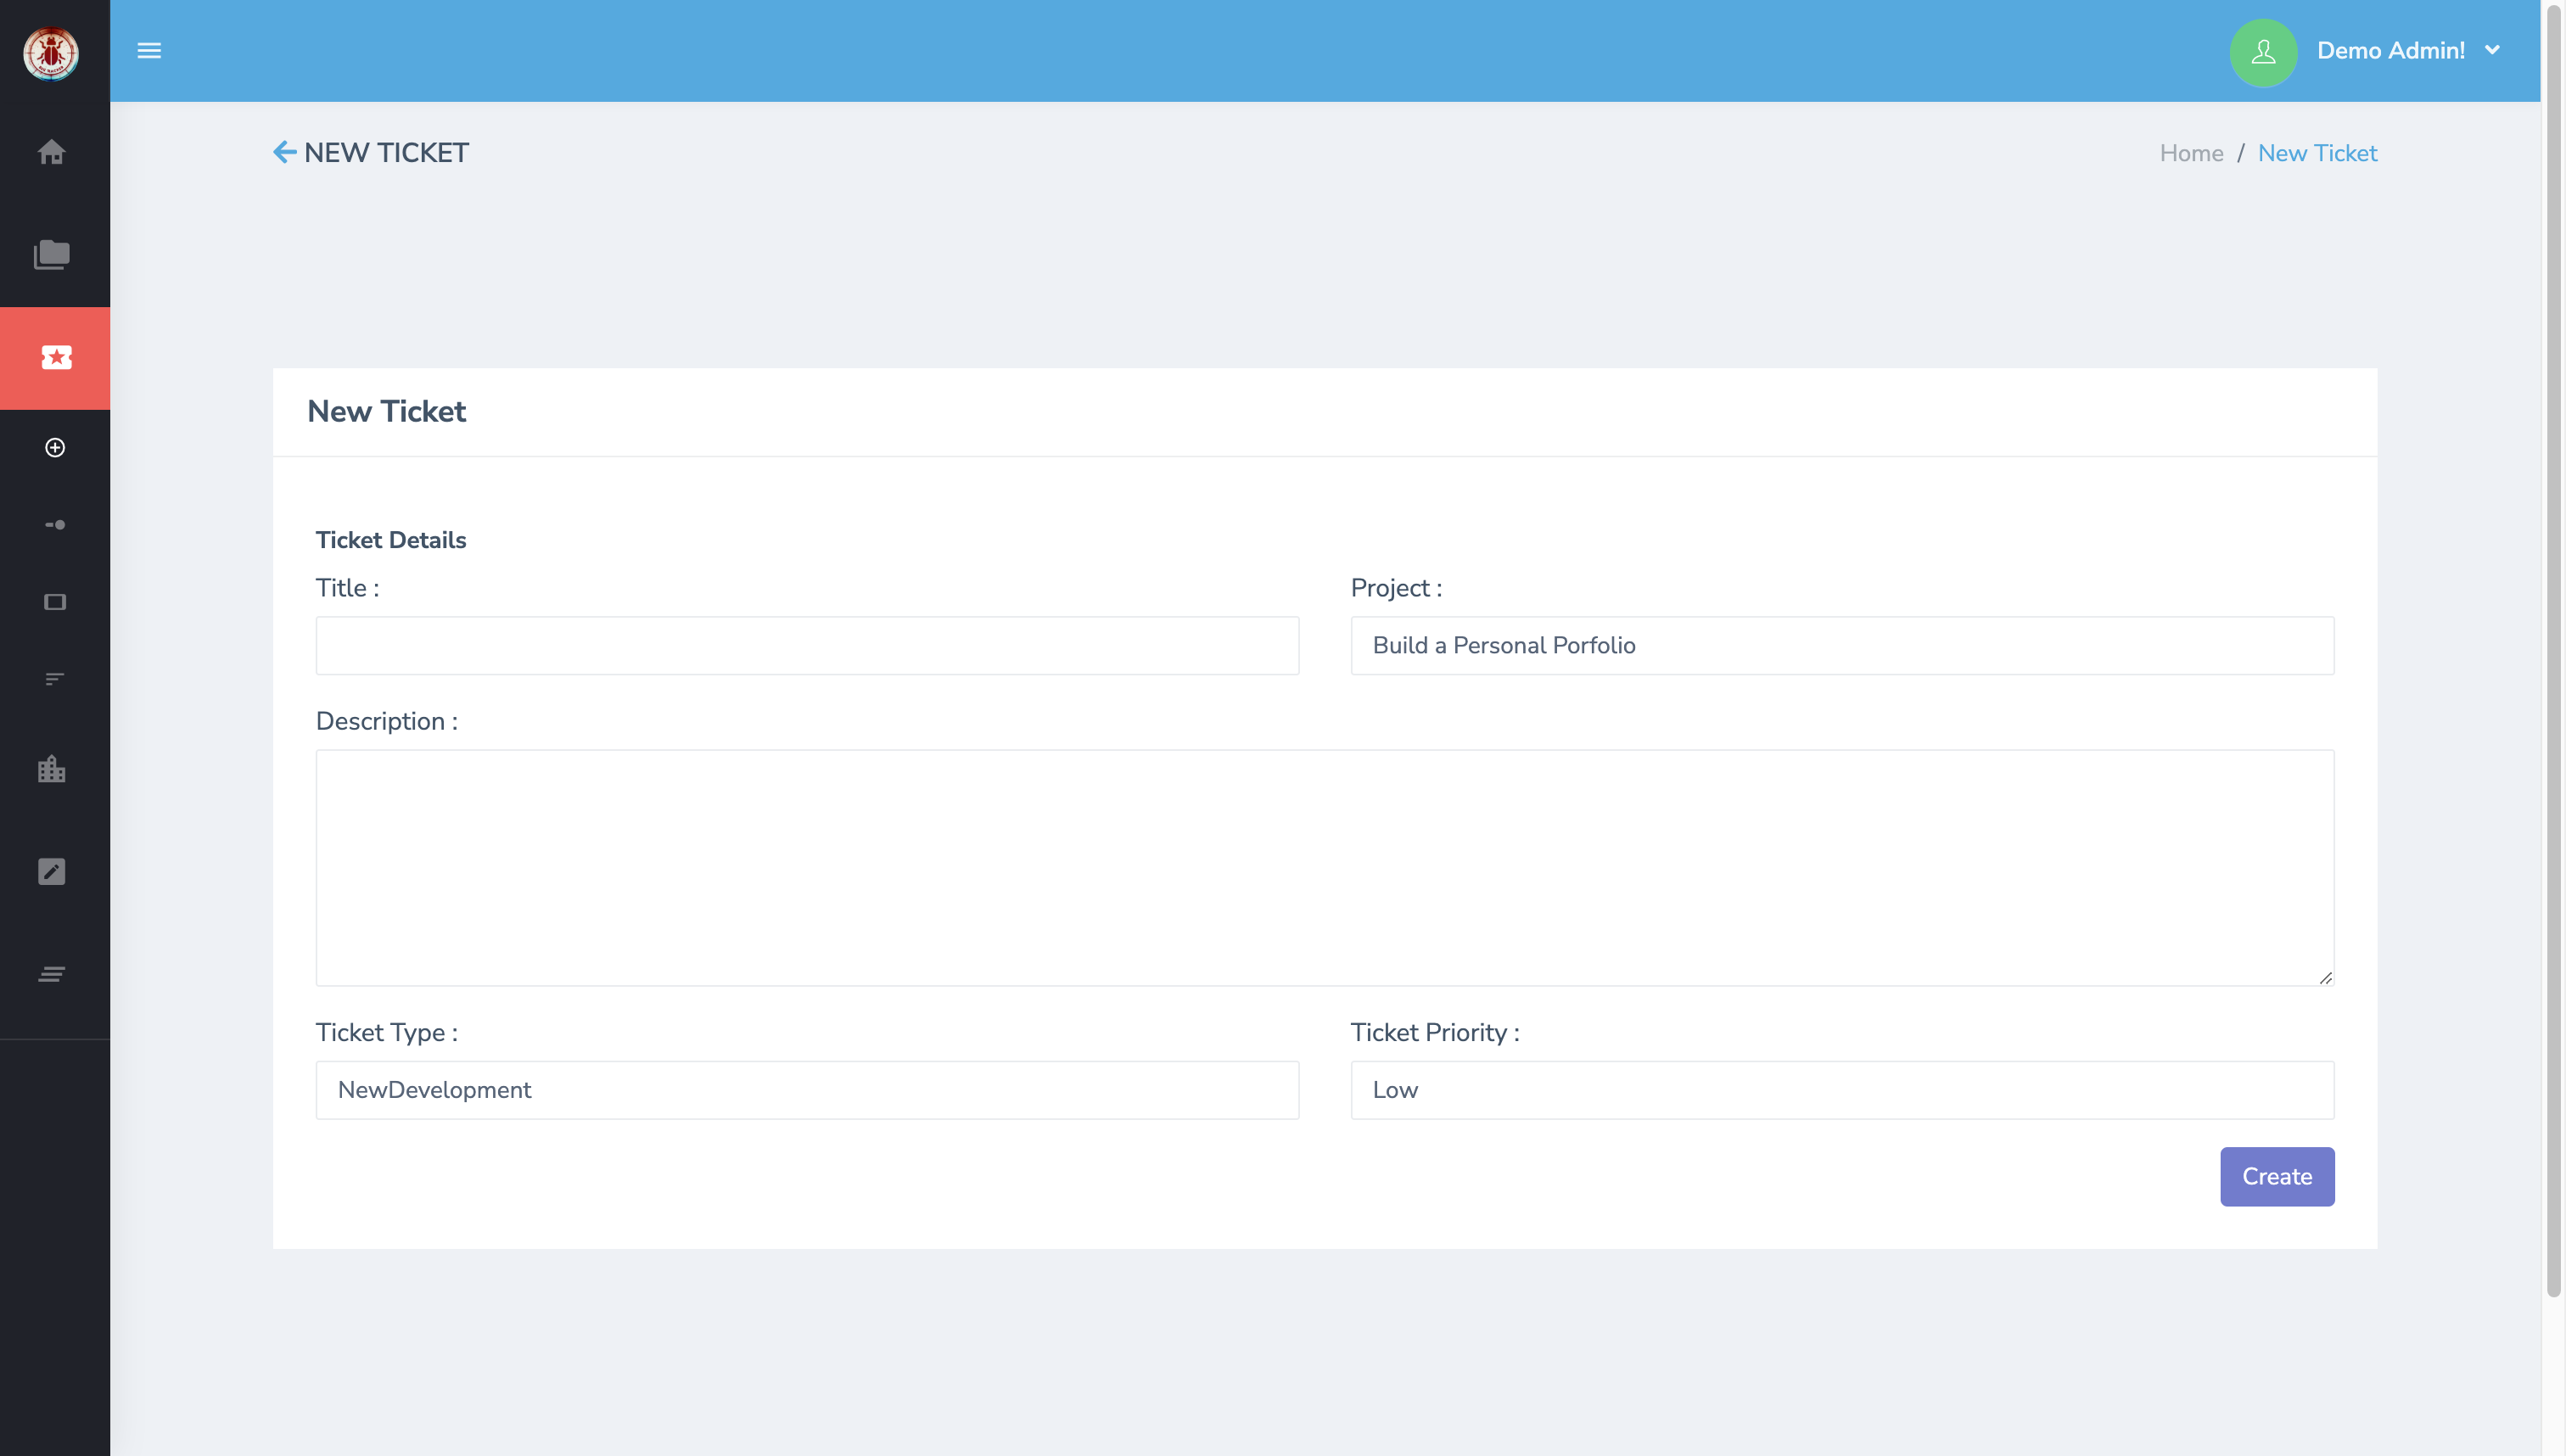 Demo Admin!
NEW TICKET
Home / New Ticket
New Ticket
Ticket Details
Title :
Project :
Build a Personal Porfolio
Description :
Ticket Type :
Ticket Priority :
NewDevelopment
Low
Create